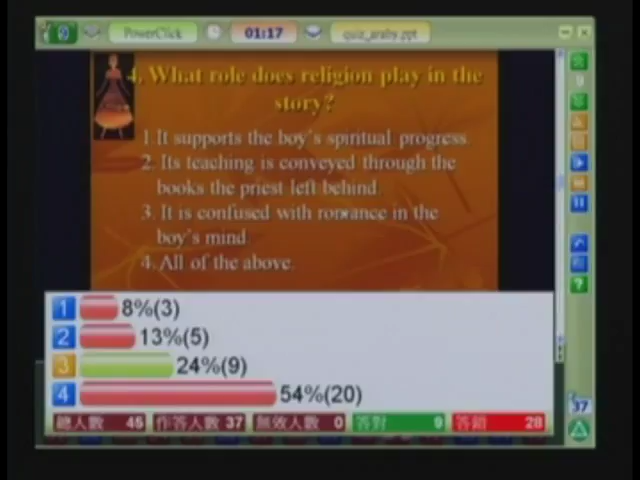 9 PowerClick 01:17 quiz_araby.ppt
4. What role does religion play in the
story?
1 It supports the boy's spiritual progress.
2. Its teaching is conveyed through the
books the priest left behind.
3. It is confused with romance in the
boy's mind.
4. All of the above.
1 8%(3)
2 13%(5)
3 24%(9)
4 54%(20)
總人數 45 作答人數 37 無效人數 0 答對 9 答錯 28
37